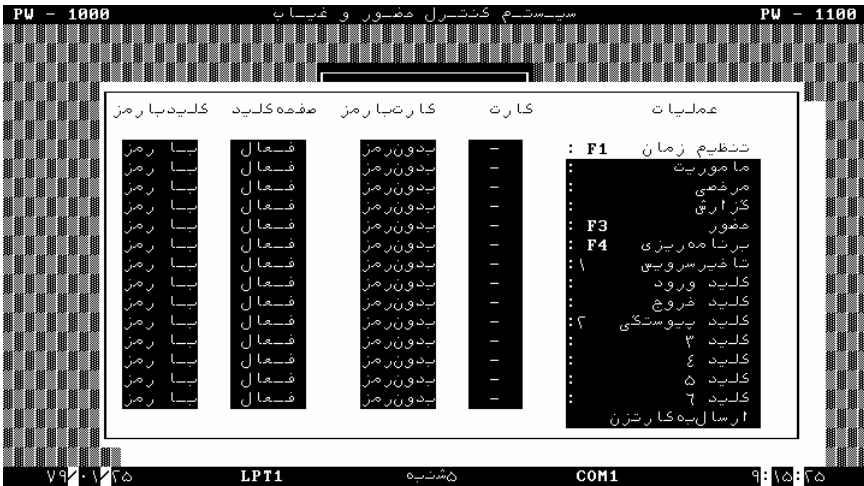 PW - 1100 سیستم کنترل حضور و غیاب PW - 1000
عملیات کارت کارت‌بارمز صفحه‌کلید کلیدبارمز
تنظیم زمان F1 : - بدون‌رمز فعال با رمز
ماموریت : - بدون‌رمز فعال با رمز
مرخصی : - بدون‌رمز فعال با رمز
گزارش : - بدون‌رمز فعال با رمز
حضور F3 : - بدون‌رمز فعال با رمز
برنامه‌ریزی F4 : - بدون‌رمز فعال با رمز
تاخیرسرویس ۱: - بدون‌رمز فعال با رمز
کلید ورود : - بدون‌رمز فعال با رمز
کلید خروج : - بدون‌رمز فعال با رمز
کلید پیوستگی ۲: - بدون‌رمز فعال با رمز
کلید ۳ : - بدون‌رمز فعال با رمز
کلید ۴ : - بدون‌رمز فعال با رمز
کلید ۵ : - بدون‌رمز فعال با رمز
کلید ۶ : - بدون‌رمز فعال با رمز
ارسال‌به‌کارتزن
۹:۱۵:۲۵ COM1 ۵شنبه LPT1 ۷۹/۰۱/۲۵